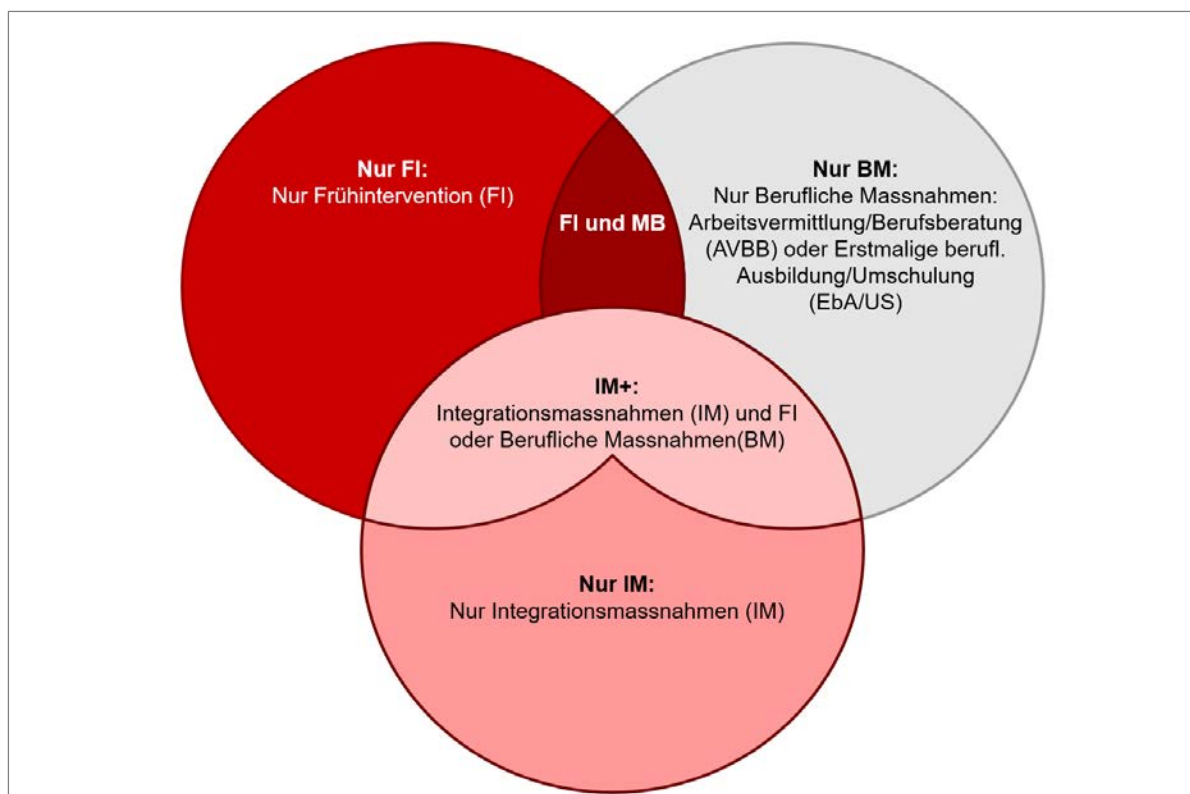 Nur FI:
Nur Frühintervention (FI)
FI und MB
Nur BM:
Nur Berufliche Massnahmen:
Arbeitsvermittlung/Berufsberatung
(AVBB) oder Erstmalige berufl.
Ausbildung/Umschulung
(EbA/US)
IM+:
Integrationsmassnahmen (IM) und FI
oder Berufliche Massnahmen(BM)
Nur IM:
Nur Integrationsmassnahmen (IM)